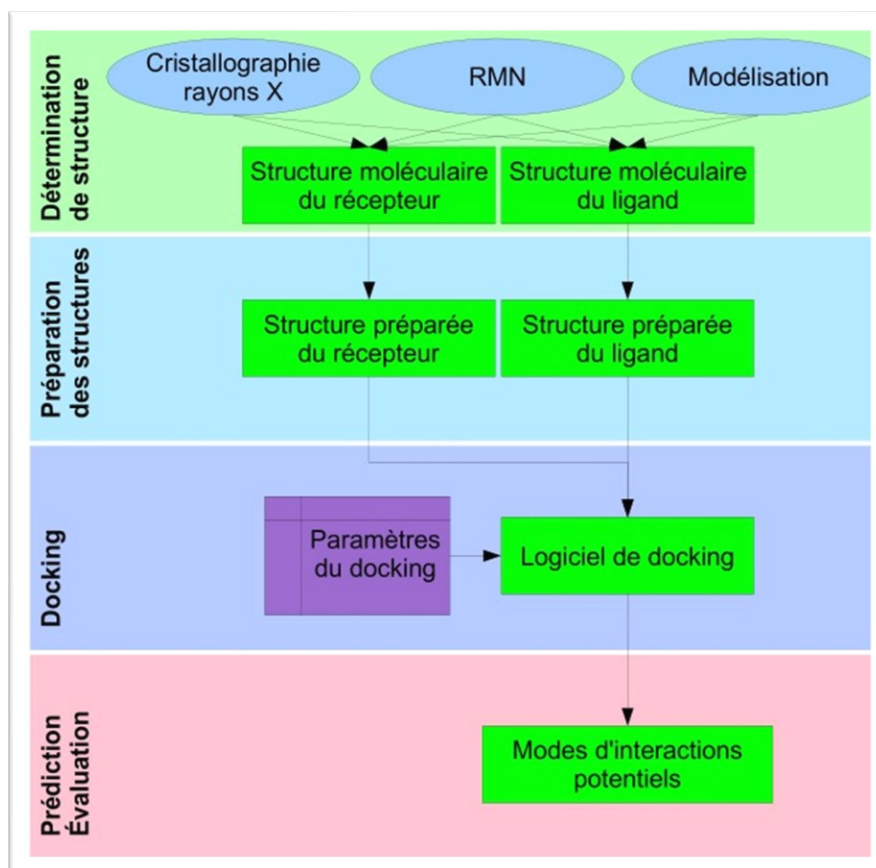 Détermination
de structure
Cristallographie
rayons X
RMN
Modélisation
Structure moléculaire
du récepteur
Structure moléculaire
du ligand
Préparation
des structures
Structure préparée
du récepteur
Structure préparée
du ligand
Docking
Paramètres
du docking
Logiciel de docking
Prédiction
Évaluation
Modes d'interactions
potentiels